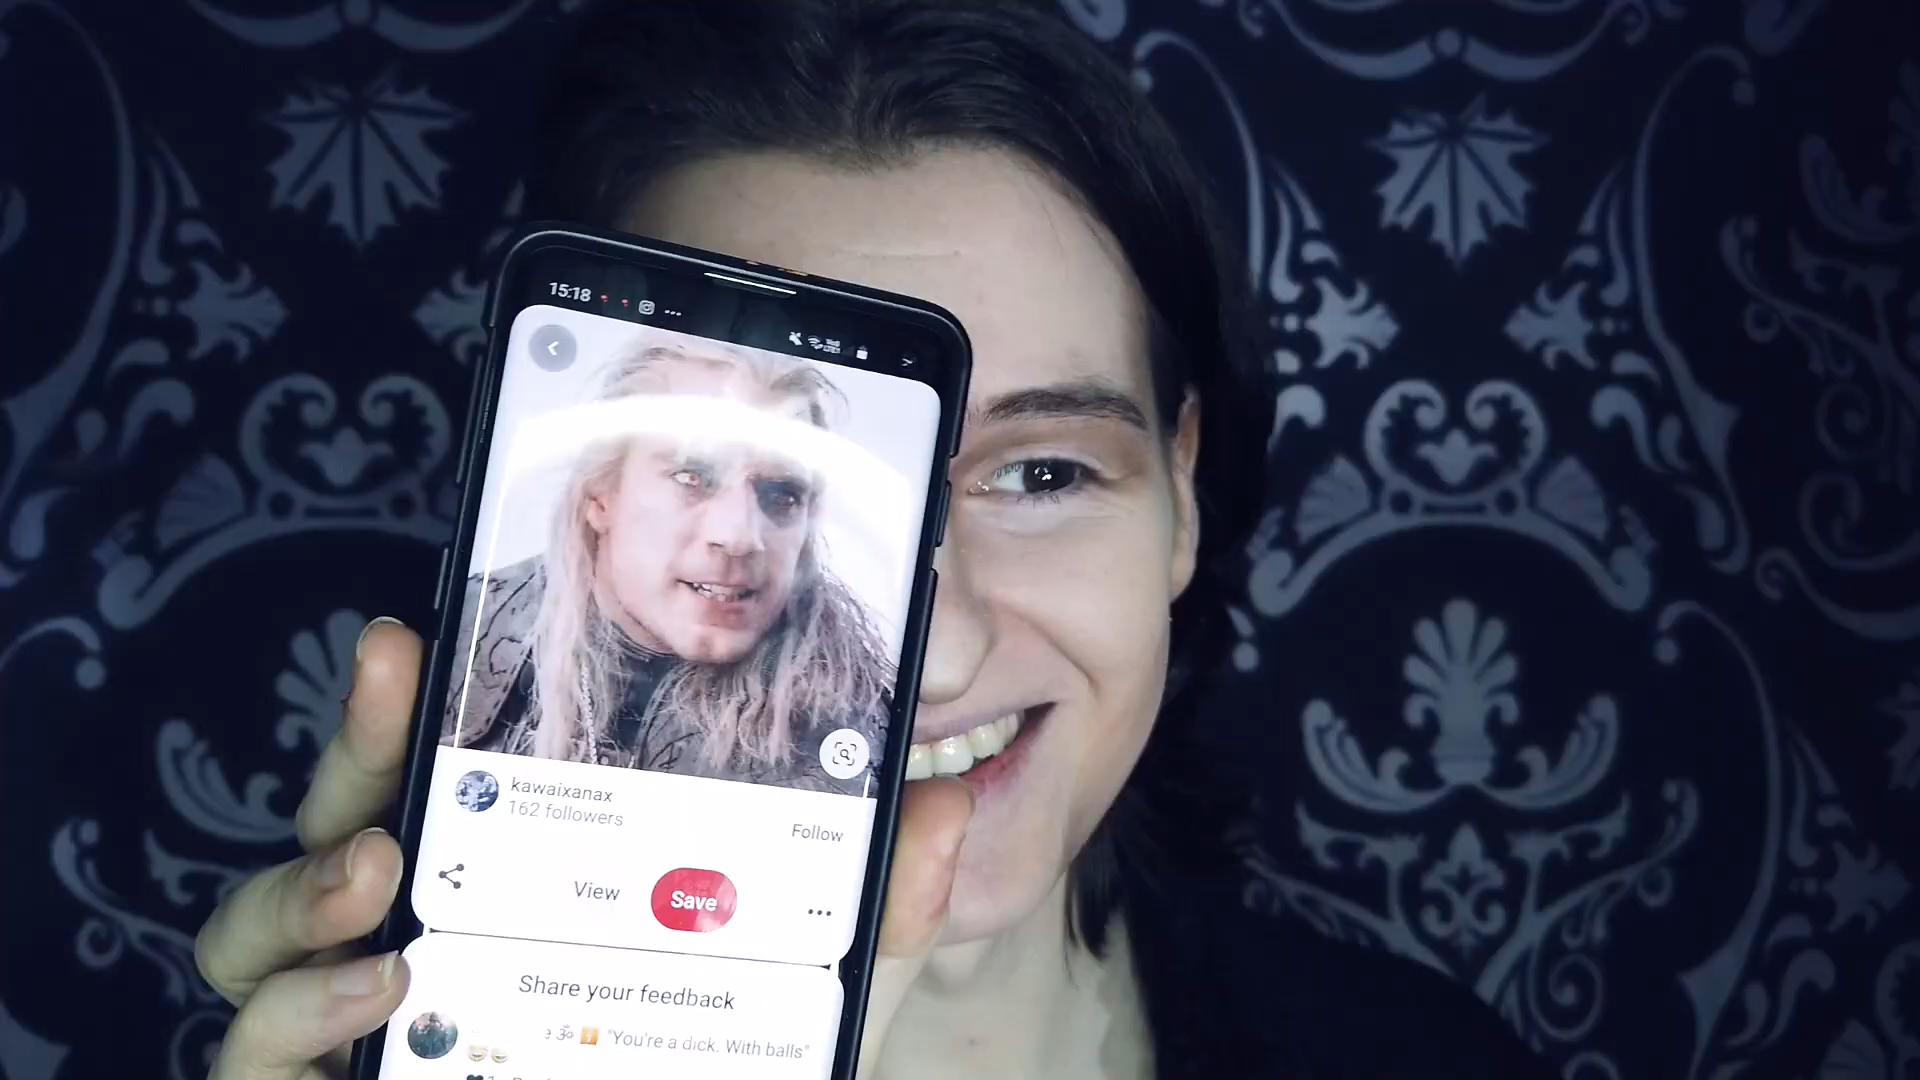 15:18
kawaixanax
162 followers
Follow
View
Save
Share your feedback
"You're a dick. With balls"